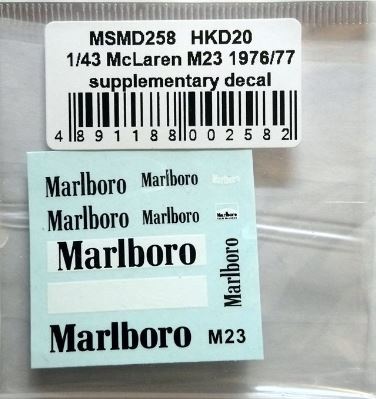 MSMD258 HKD20
1/43 McLaren M23 1976/77
supplementary decal
4 891188 002582
Marlboro Marlboro
Marlboro Marlboro Marlboro
Marlboro
Marlboro
Marlboro M23